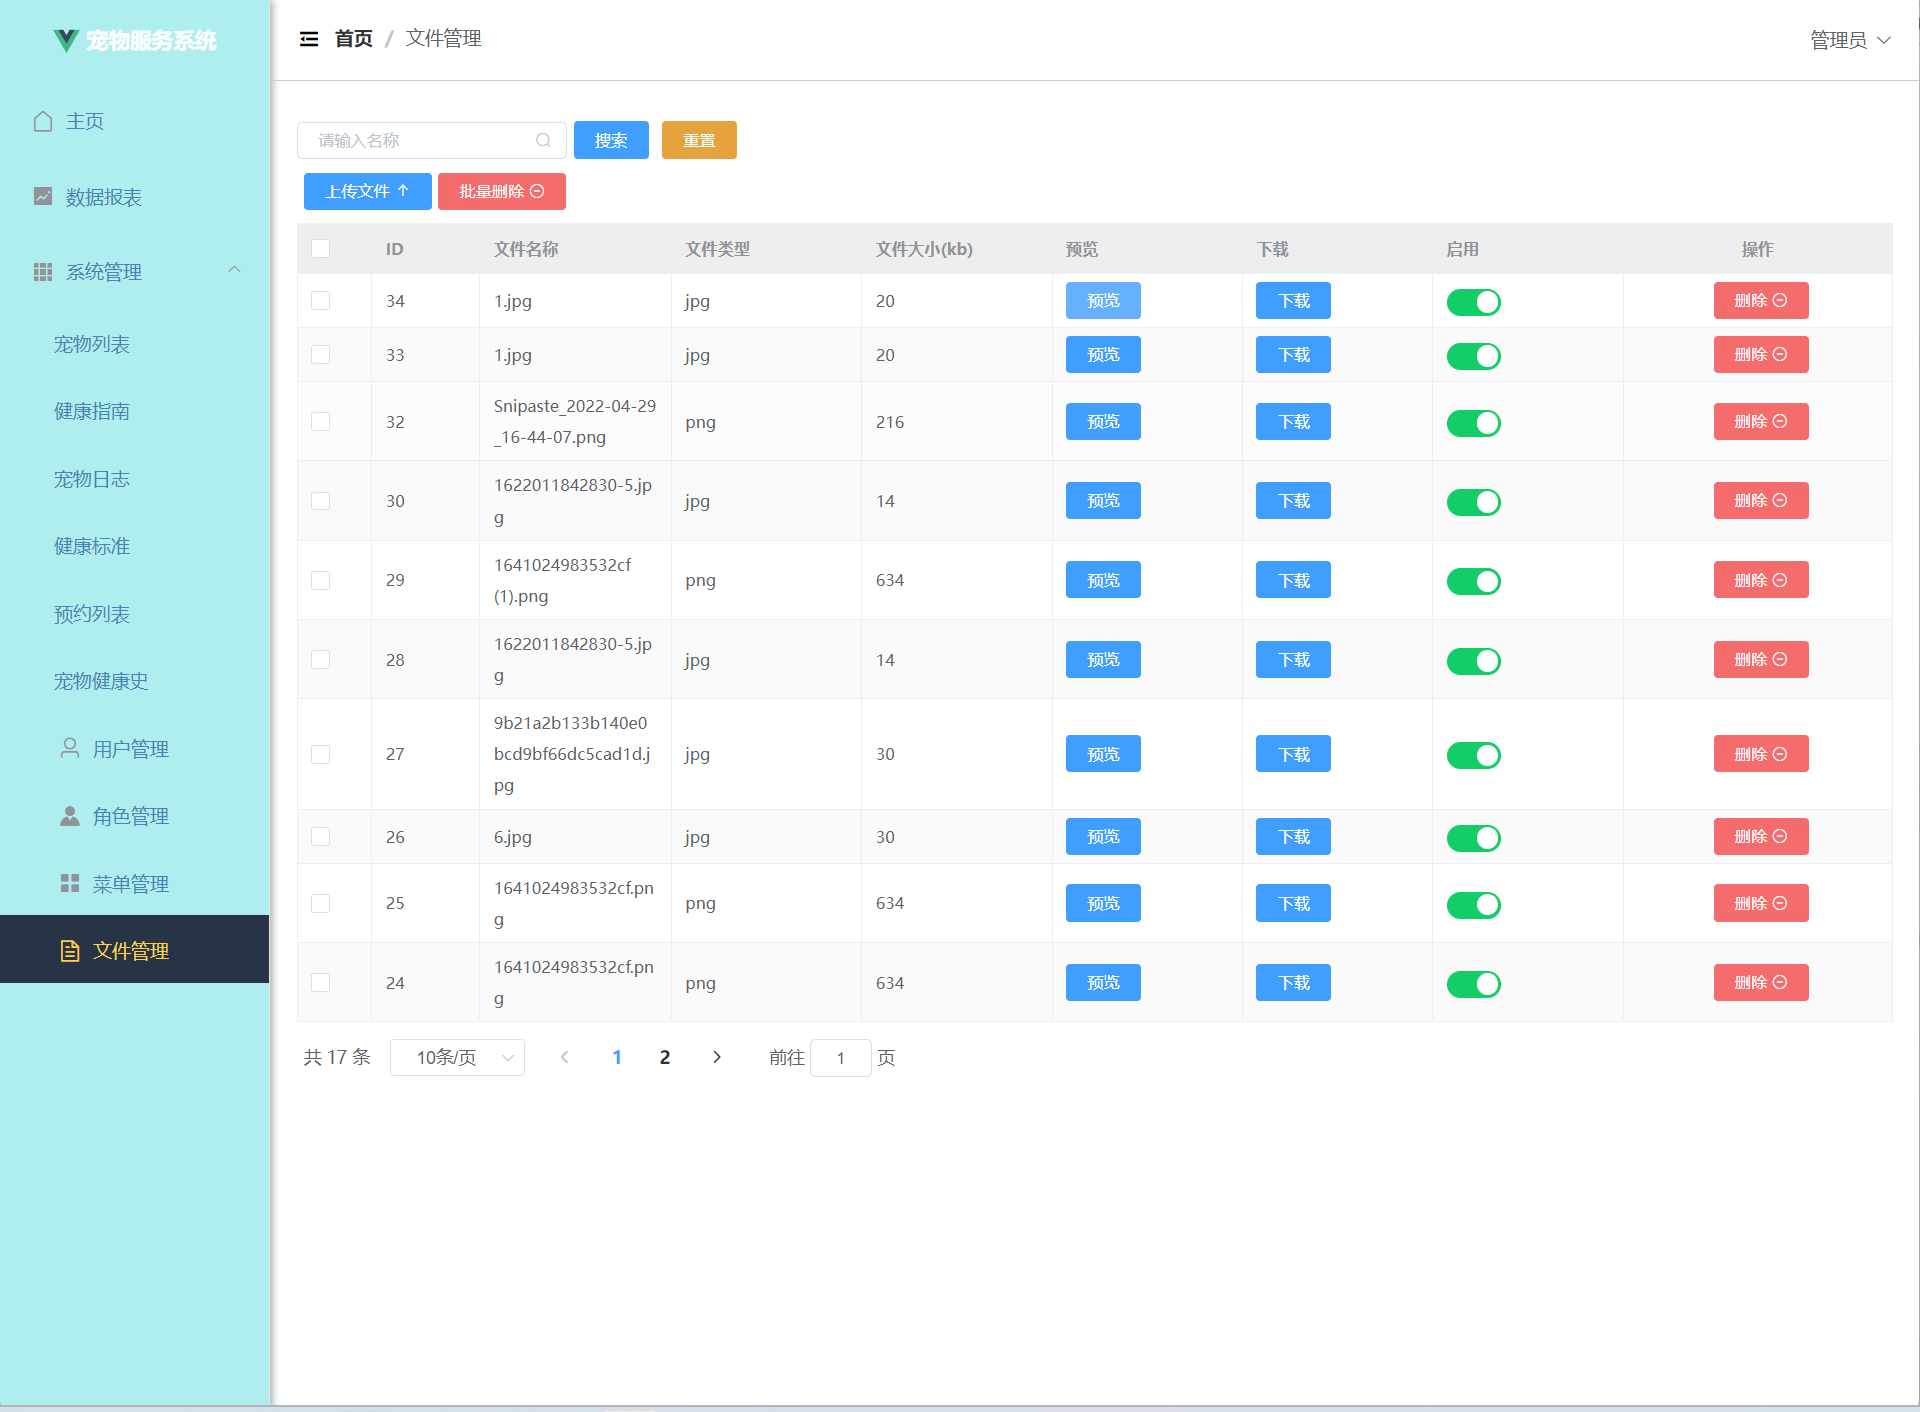 宠物服务系统
首页 / 文件管理
管理员
主页
数据报表
系统管理
宠物列表
健康指南
宠物日志
健康标准
预约列表
宠物健康史
用户管理
角色管理
菜单管理
文件管理
请输入名称 搜索 重置
上传文件 批量删除
ID 文件名称 文件类型 文件大小(kb) 预览 下载 启用 操作
34 1.jpg jpg 20 预览 下载 删除
33 1.jpg jpg 20 预览 下载 删除
Snipaste_2022-04-29
32 _16-44-07.png png 216 预览 下载 删除
1622011842830-5.jp
30 g jpg 14 预览 下载 删除
1641024983532cf
29 (1).png png 634 预览 下载 删除
1622011842830-5.jp
28 g jpg 14 预览 下载 删除
9b21a2b133b140e0
27 bcd9bf66dc5cad1d.j jpg 30 预览 下载 删除
pg
26 6.jpg jpg 30 预览 下载 删除
1641024983532cf.pn
25 g png 634 预览 下载 删除
1641024983532cf.pn
24 g png 634 预览 下载 删除
共 17 条 10条/页 1 2 前往 1 页